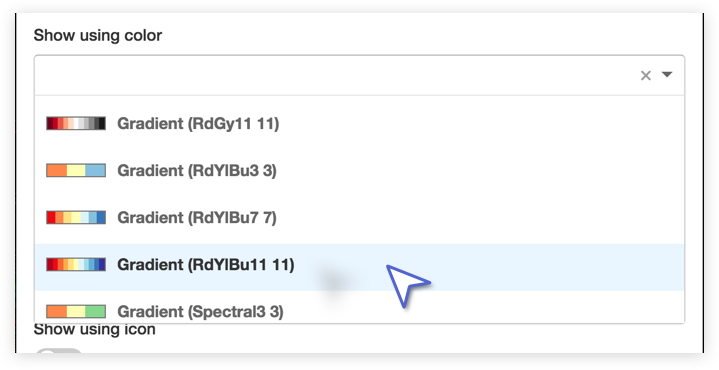 Show using color
Gradient (RdGy11 11)
Gradient (RdYlBu3 3)
Gradient (RdYlBu7 7)
Gradient (RdYlBu11 11)
Gradient (Spectral3 3)
Show using icon